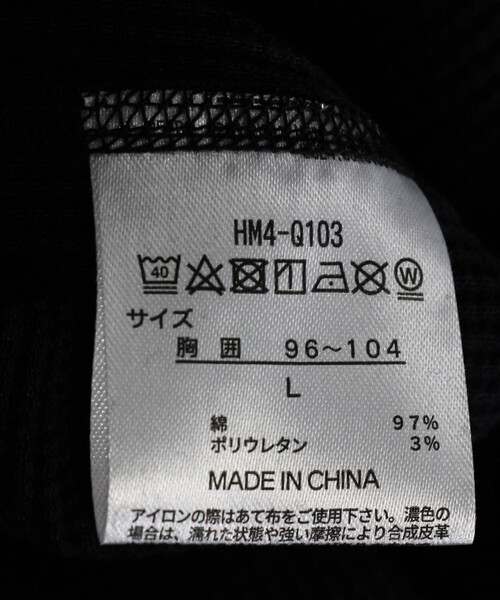 HM4-Q103
40 W
サイズ
胸 囲 96～104
L
綿 97%
ポリウレタン 3%
MADE IN CHINA
アイロンの際はあて布をご使用下さい。濃色の
場合は、濡れた状態や強い摩擦により合成皮革